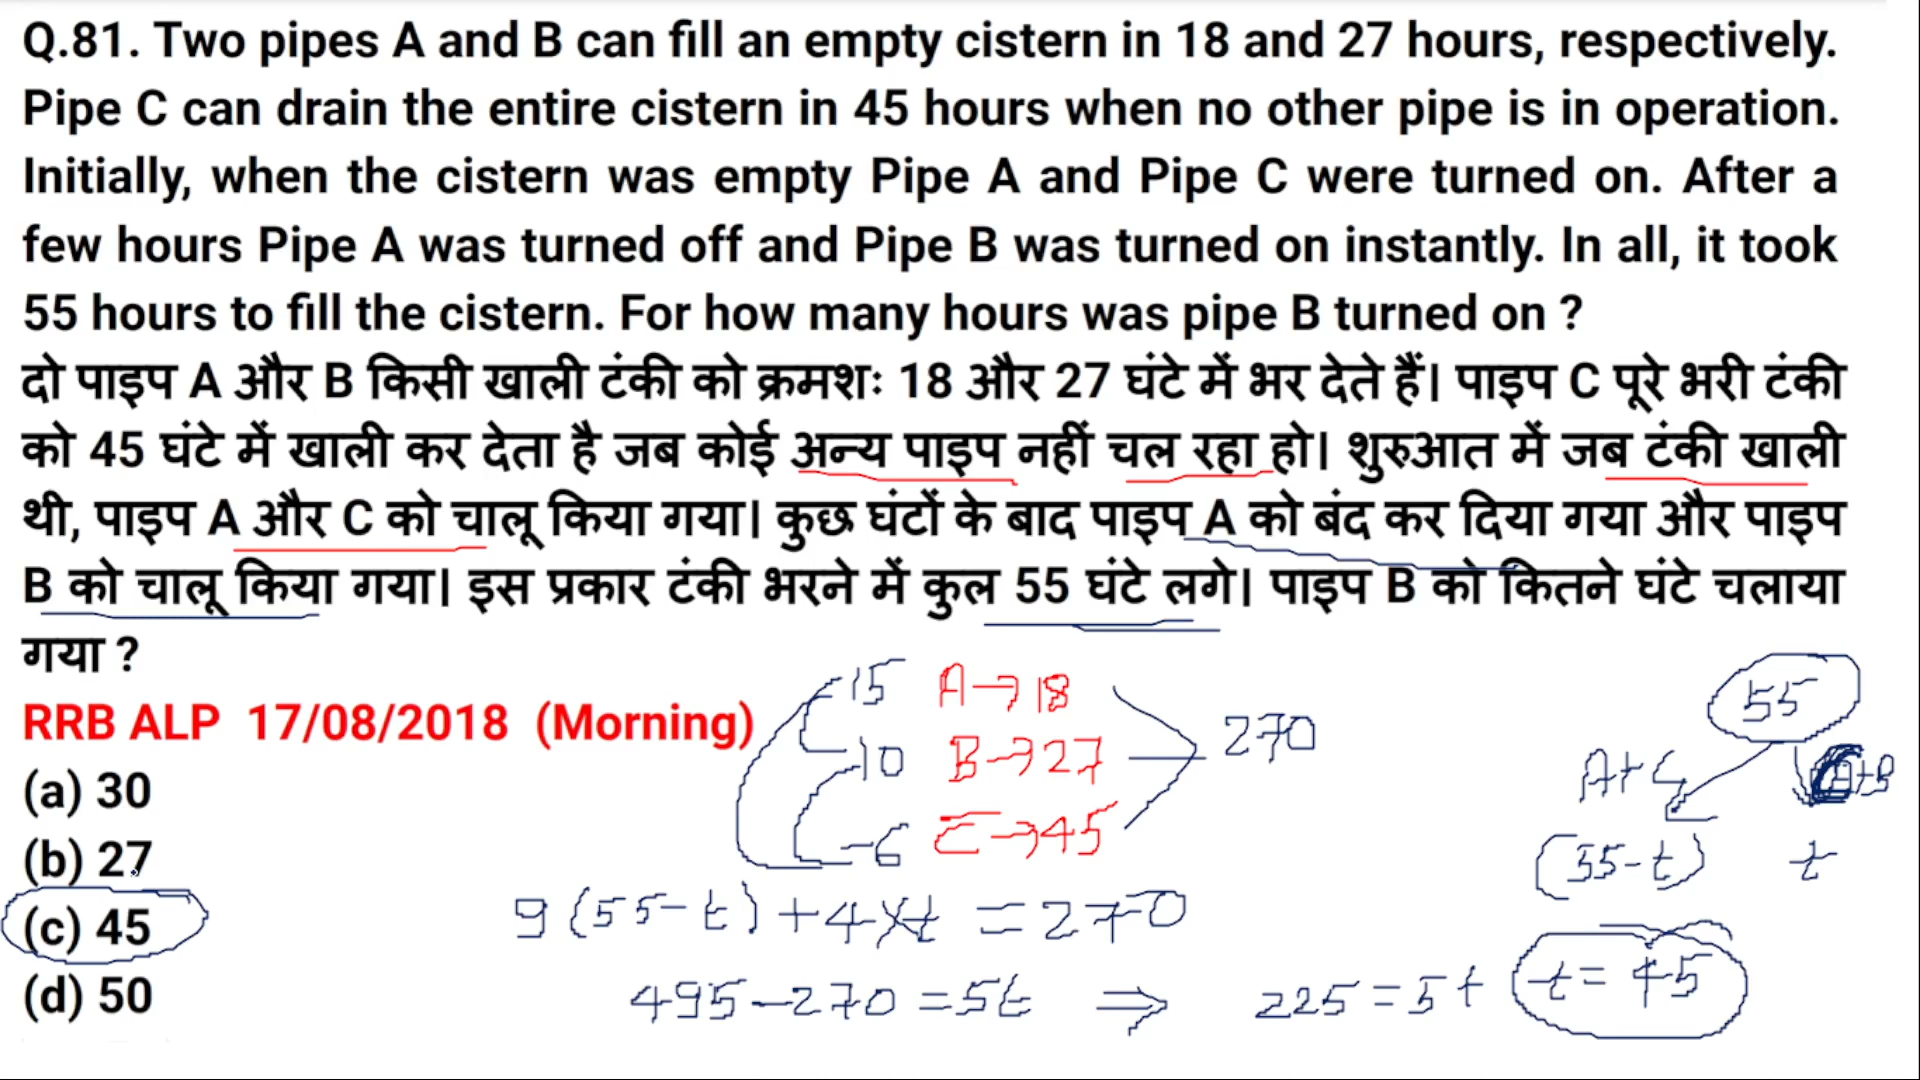 Q.81. Two pipes A and B can fill an empty cistern in 18 and 27 hours, respectively.
Pipe C can drain the entire cistern in 45 hours when no other pipe is in operation.
Initially, when the cistern was empty Pipe A and Pipe C were turned on. After a
few hours Pipe A was turned off and Pipe B was turned on instantly. In all, it took
55 hours to fill the cistern. For how many hours was pipe B turned on ?
दो पाइप A और B किसी खाली टंकी को क्रमशः 18 और 27 घंटे में भर देते हैं। पाइप C पूरे भरी टंकी
को 45 घंटे में खाली कर देता है जब कोई अन्य पाइप नहीं चल रहा हो। शुरुआत में जब टंकी खाली
थी, पाइप A और C को चालू किया गया। कुछ घंटों के बाद पाइप A को बंद कर दिया गया और पाइप
B को चालू किया गया। इस प्रकार टंकी भरने में कुल 55 घंटे लगे। पाइप B को कितने घंटे चलाया
गया ?
RRB ALP 17/08/2018 (Morning)
(a) 30
(b) 27
(c) 45
(d) 50
15 A→18
10 B→27 270
-6 C→45
55
A+C +B
(55-t) t
9(55-t)+4×t=270
495-270=5t ⇒ 225=5t t=45